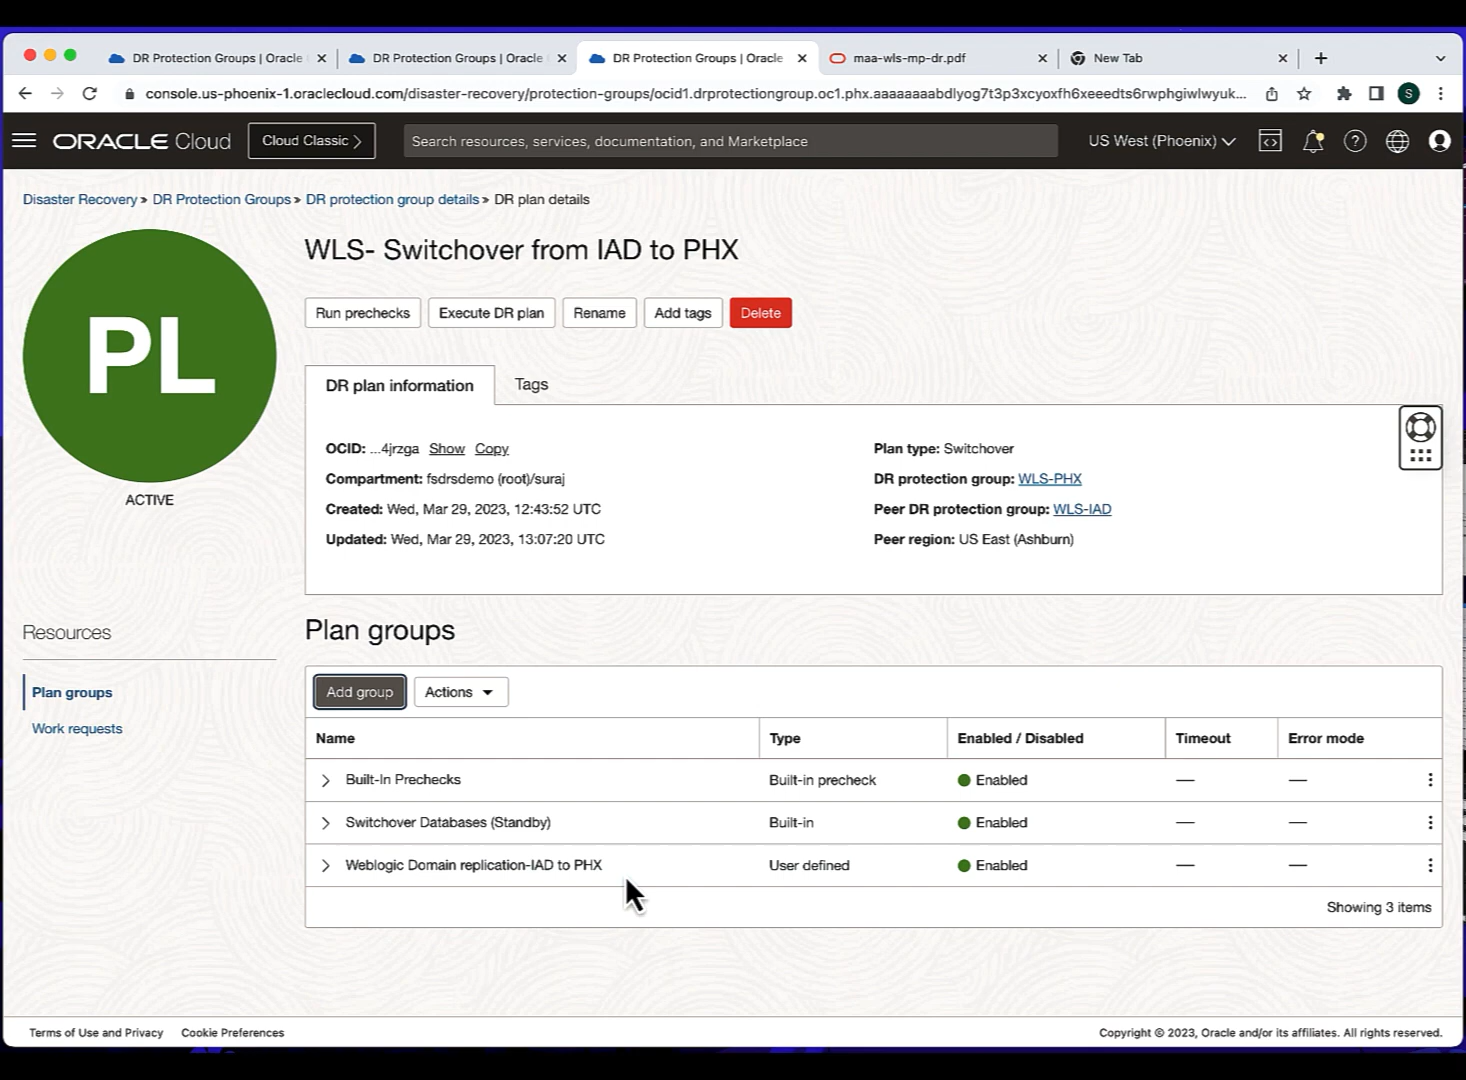 DR Protection Groups | Oracle
DR Protection Groups | Oracle
DR Protection Groups | Oracle
maa-wls-mp-dr.pdf
New Tab
console.us-phoenix-1.oraclecloud.com/disaster-recovery/protection-groups/ocid1.drprotectiongroup.oc1.phx.aaaaaaaabdlyog7t3p3xcyoxfh6xeeedts6rwphgiwlwyuk...
S
ORACLE Cloud
Cloud Classic >
Search resources, services, documentation, and Marketplace
US West (Phoenix)
Disaster Recovery » DR Protection Groups » DR protection group details » DR plan details
PL
ACTIVE
WLS- Switchover from IAD to PHX
Run prechecks Execute DR plan Rename Add tags Delete
DR plan information Tags
OCID: ...4jrzga Show Copy
Compartment: fsdrsdemo (root)/suraj
Created: Wed, Mar 29, 2023, 12:43:52 UTC
Updated: Wed, Mar 29, 2023, 13:07:20 UTC
Plan type: Switchover
DR protection group: WLS-PHX
Peer DR protection group: WLS-IAD
Peer region: US East (Ashburn)
Resources
Plan groups
Work requests
Plan groups
Add group Actions
Name Type Enabled / Disabled Timeout Error mode
Built-In Prechecks Built-in precheck Enabled — —
Switchover Databases (Standby) Built-in Enabled — —
Weblogic Domain replication-IAD to PHX User defined Enabled — —
Showing 3 items
Terms of Use and Privacy Cookie Preferences
Copyright © 2023, Oracle and/or its affiliates. All rights reserved.